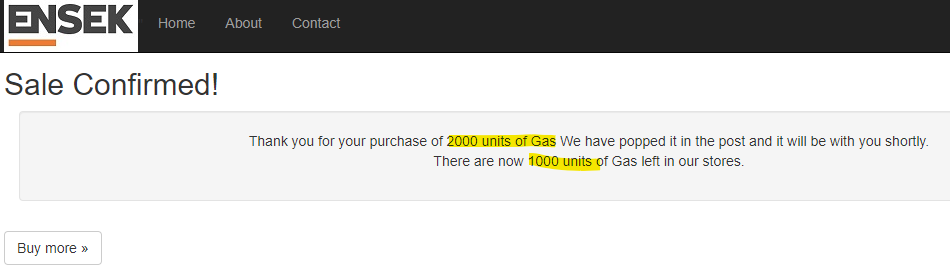 ENSEK Home About Contact
Sale Confirmed!
Thank you for your purchase of 2000 units of Gas We have popped it in the post and it will be with you shortly.
There are now 1000 units of Gas left in our stores.
Buy more »